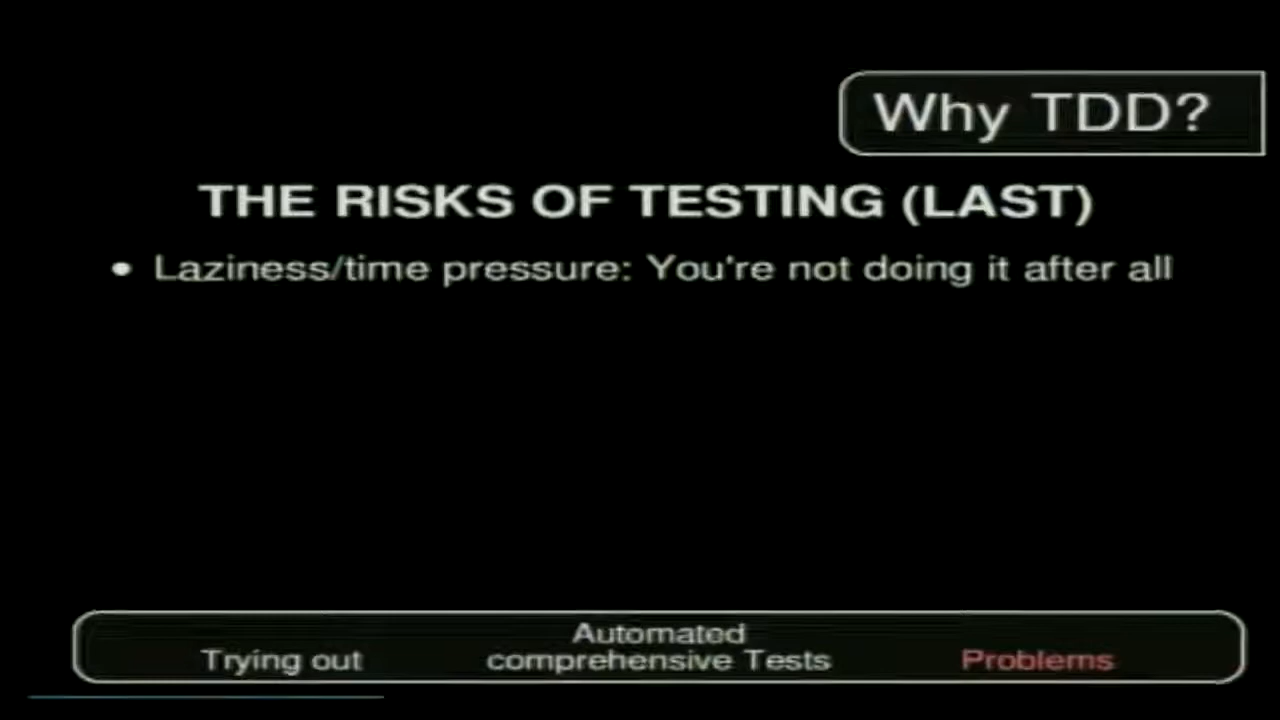 Why TDD?
THE RISKS OF TESTING (LAST)
• Laziness/time pressure: You're not doing it after all
Automated
Trying out comprehensive Tests Problems